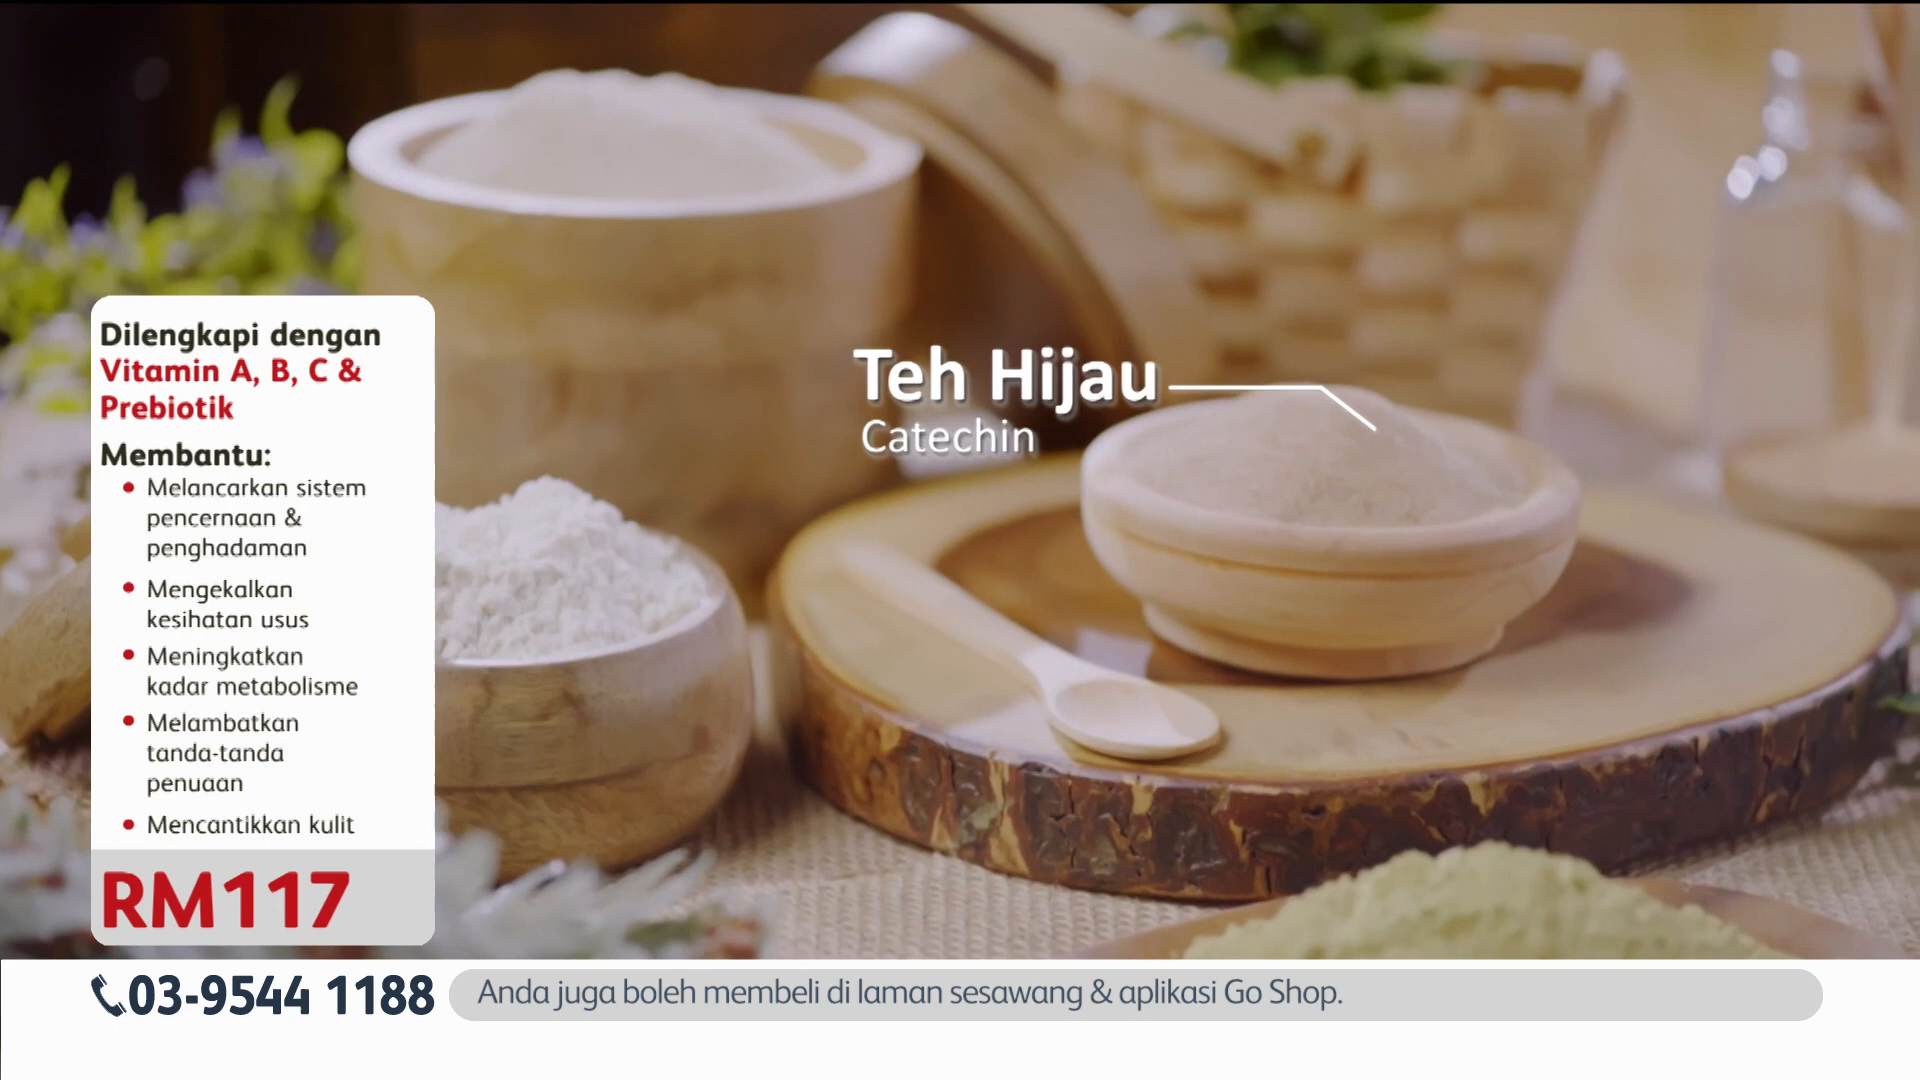 Dilengkapi dengan
Vitamin A, B, C &
Prebiotik
Membantu:
• Melancarkan sistem
pencernaan &
penghadaman
• Mengekalkan
kesihatan usus
• Meningkatkan
kadar metabolisme
• Melambatkan
tanda-tanda
penuaan
• Mencantikkan kulit
RM117
Teh Hijau
Catechin
03-9544 1188
Anda juga boleh membeli di laman sesawang & aplikasi Go Shop.